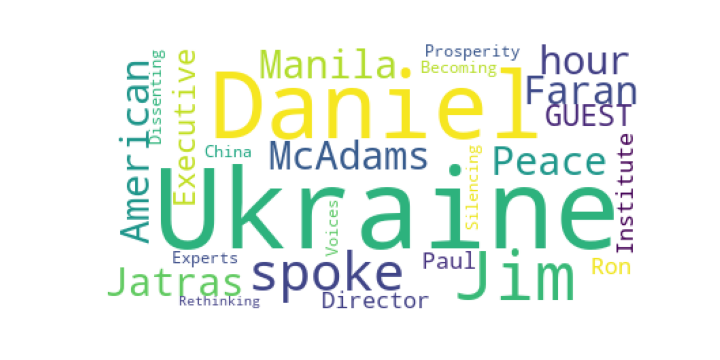 Prosperity
hour
Manila
Becoming
Dissenting
Executive
American
Daniel
Faran
GUEST
McAdams
Peace
China
Silencing
Institute
Ukraine
Voices
Experts
Paul
Ron
Jatras
spoke
Jim
Rethinking
Director